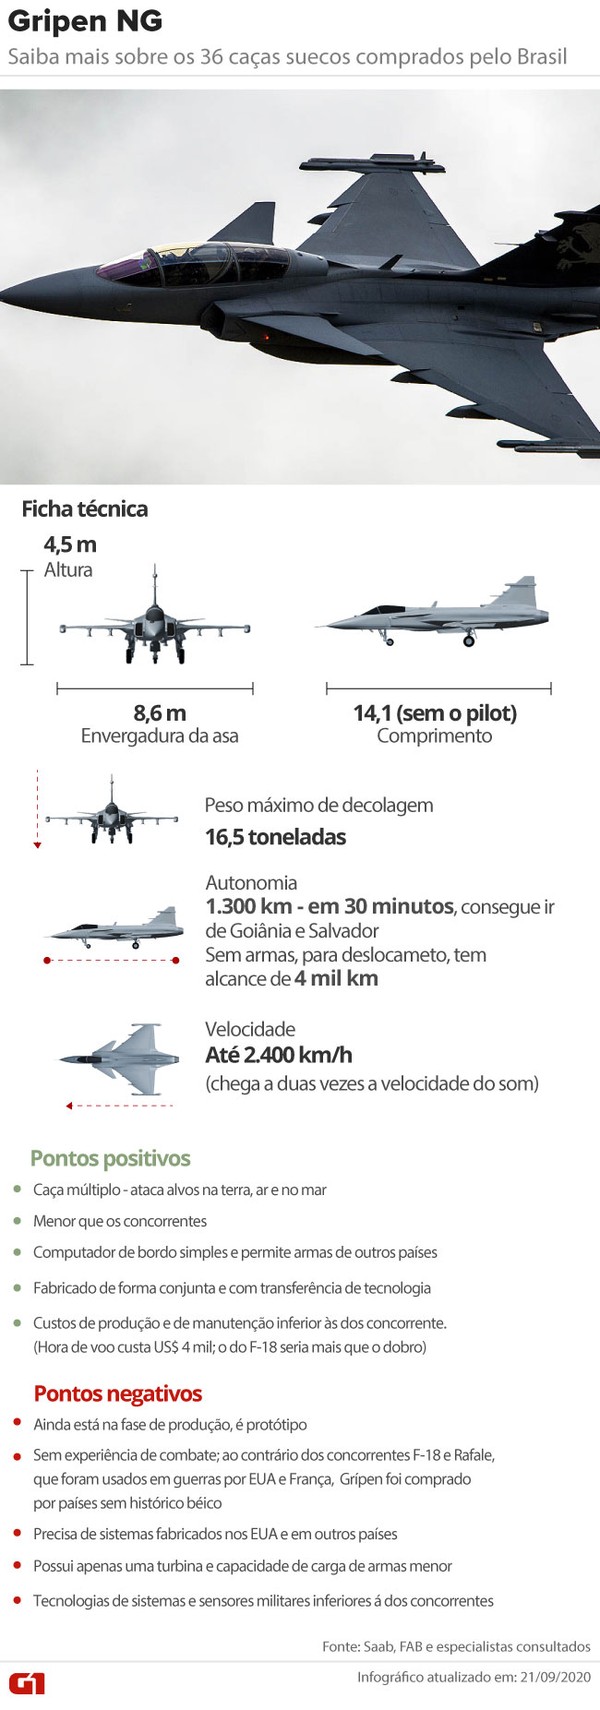 Gripen NG
Saiba mais sobre os 36 caças suecos comprados pelo Brasil
Ficha técnica
4,5 m
Altura
8,6 m
Envergadura da asa
14,1 (sem o pilot)
Comprimento
Peso máximo de decolagem
16,5 toneladas
Autonomia
1.300 km - em 30 minutos, consegue ir
de Goiânia e Salvador
Sem armas, para deslocameto, tem
alcance de 4 mil km
Velocidade
Até 2.400 km/h
(chega a duas vezes a velocidade do som)
Pontos positivos
Caça múltiplo - ataca alvos na terra, ar e no mar
Menor que os concorrentes
Computador de bordo simples e permite armas de outros países
Fabricado de forma conjunta e com transferência de tecnologia
Custos de produção e de manutenção inferior às dos concorrente.
(Hora de voo custa US$ 4 mil; o do F-18 seria mais que o dobro)
Pontos negativos
Ainda está na fase de produção, é protótipo
Sem experiência de combate; ao contrário dos concorrentes F-18 e Rafale,
que foram usados em guerras por EUA e França, Grípen foi comprado
por países sem histórico béico
Precisa de sistemas fabricados nos EUA e em outros países
Possui apenas uma turbina e capacidade de carga de armas menor
Tecnologias de sistemas e sensores militares inferiores á dos concorrentes
Fonte: Saab, FAB e especialistas consultados
G1
Infográfico atualizado em: 21/09/2020